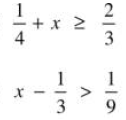 1/4 + x ≥ 2/3
x − 1/3 > 1/9